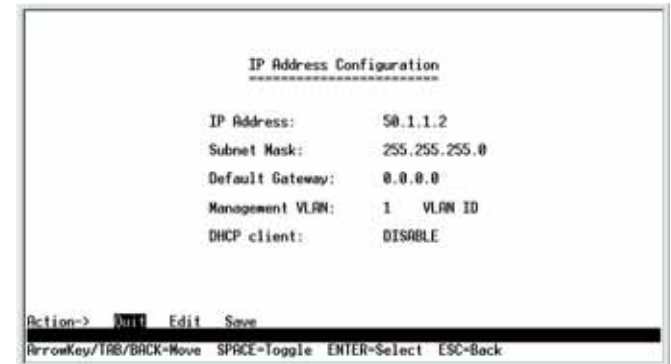 IP Address Configuration
========================
IP Address: 50.1.1.2
Subnet Mask: 255.255.255.0
Default Gateway: 0.0.0.0
Management VLAN: 1 VLAN ID
DHCP client: DISABLE
Action-> Quit Edit Save
ArrowKey/TAB/BACK=Move SPACE=Toggle ENTER=Select ESC=Back